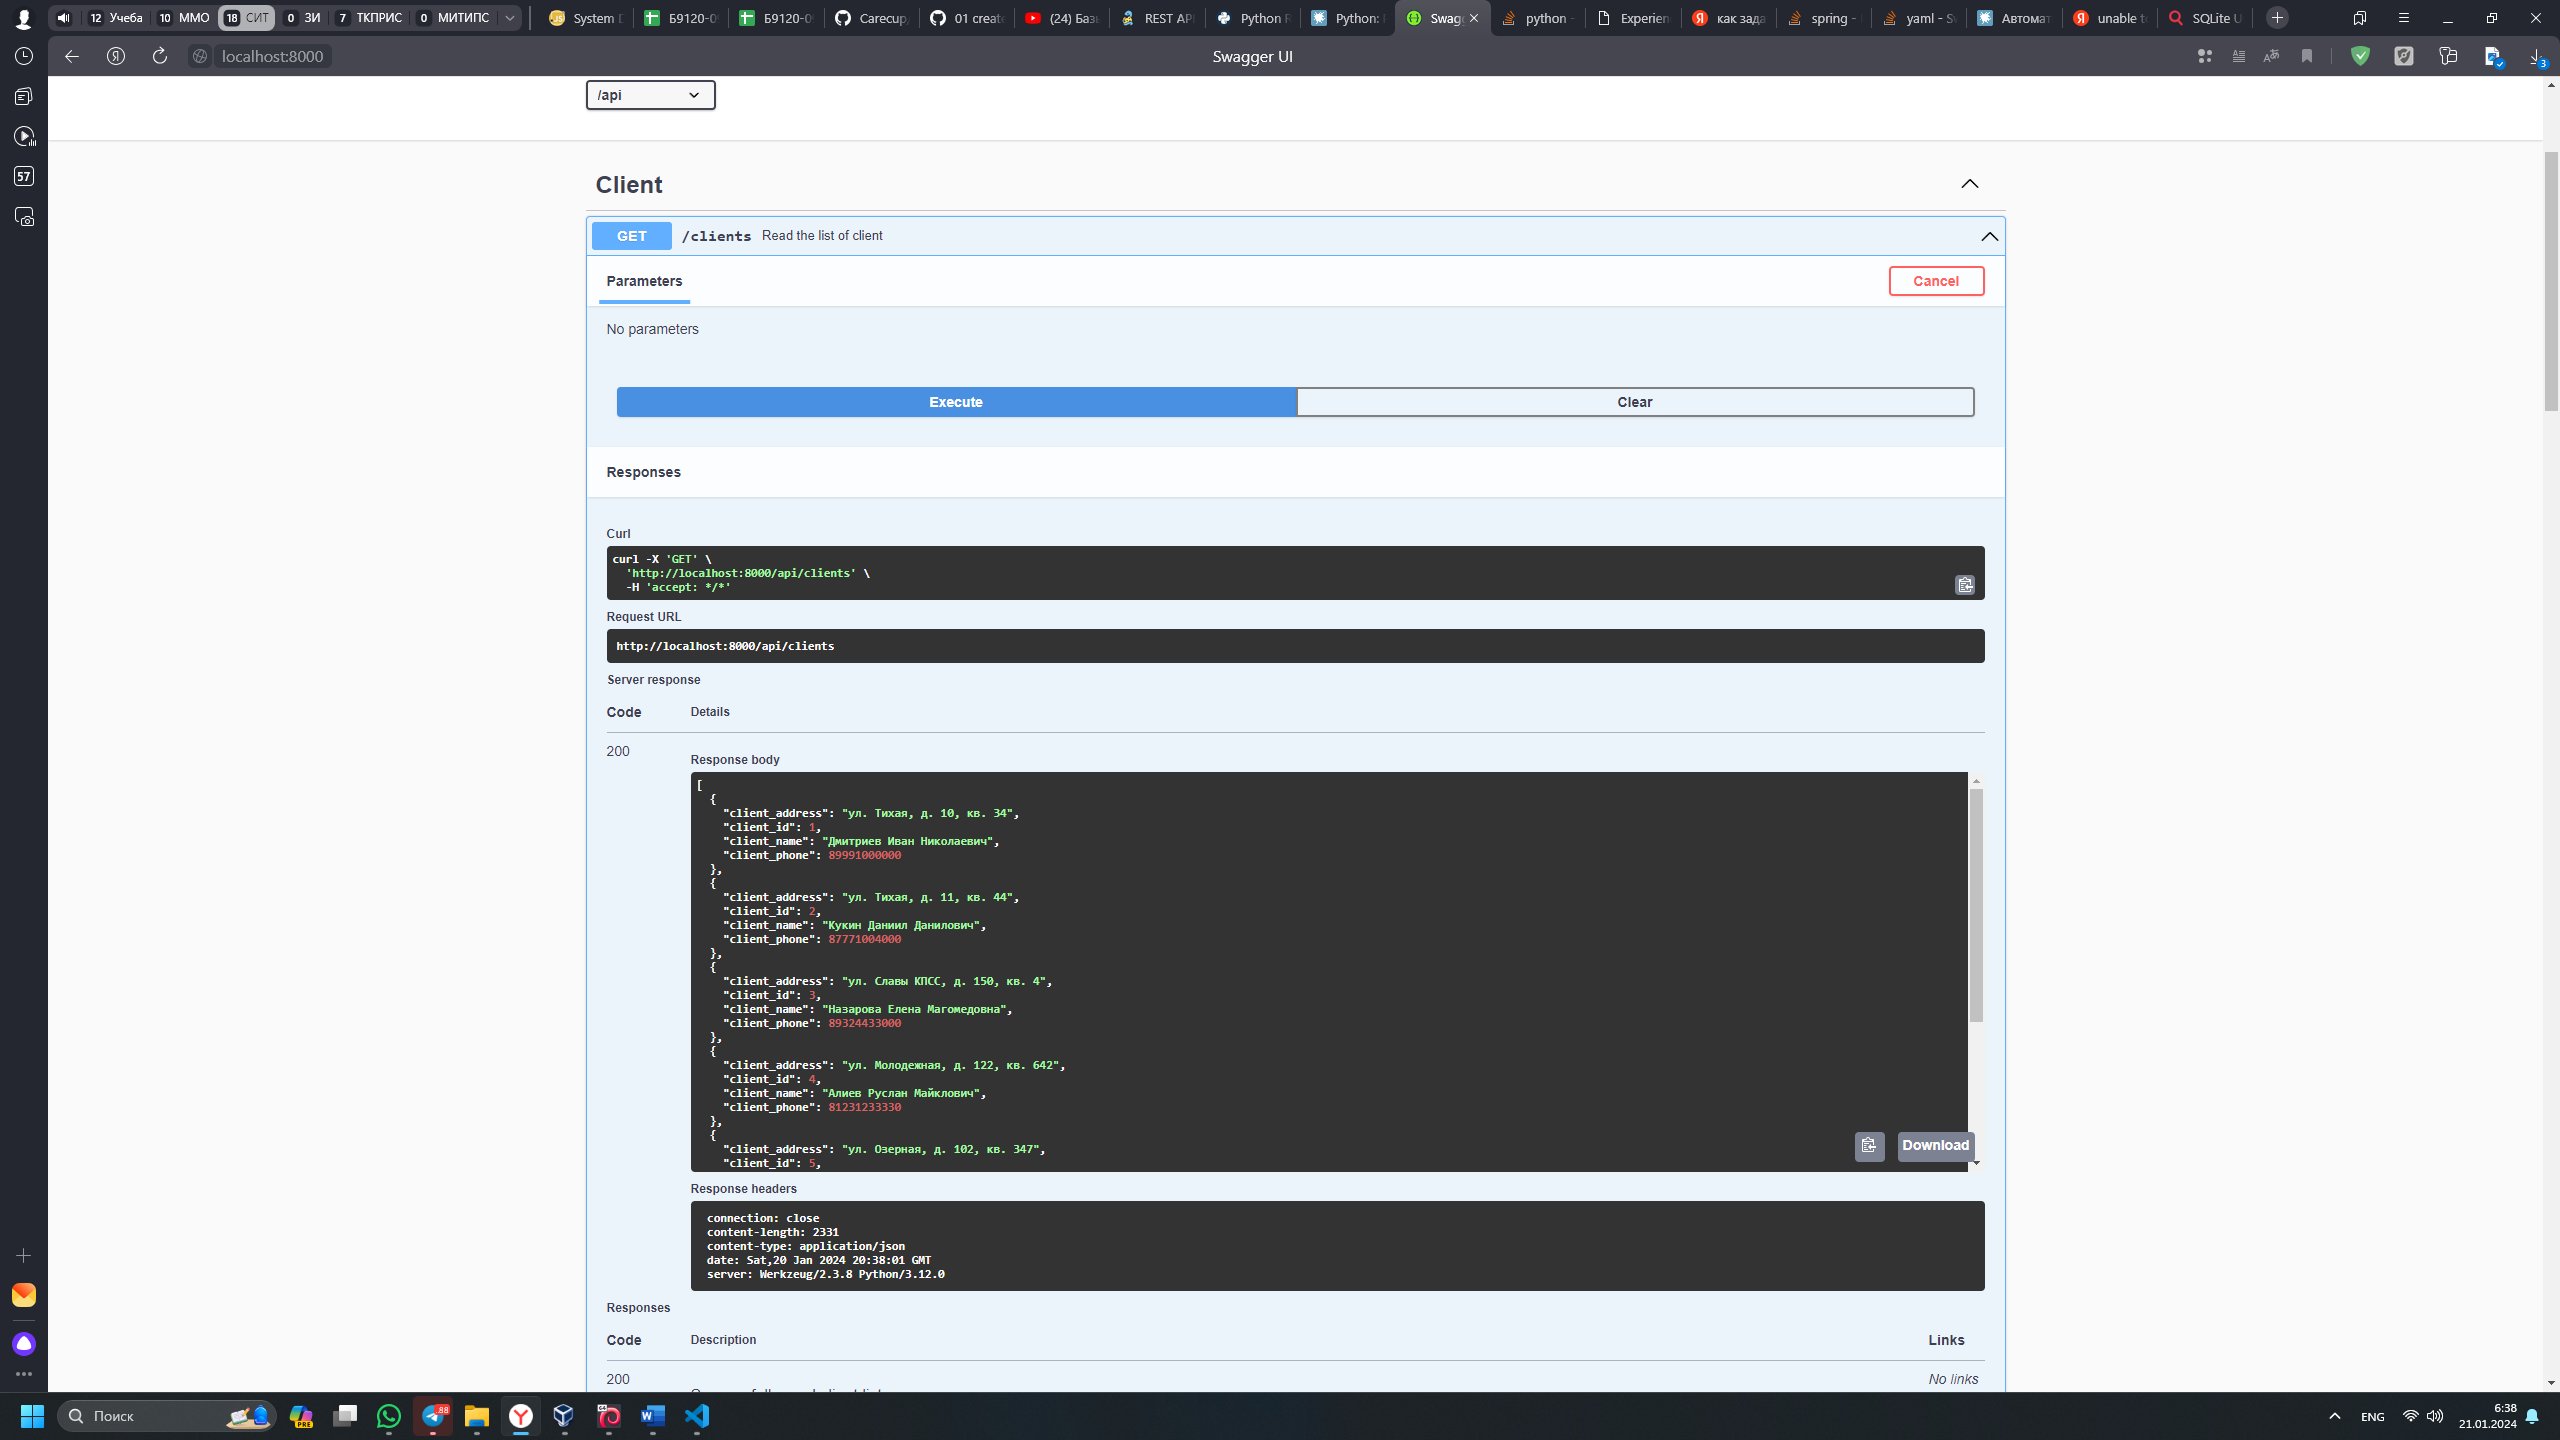 12 Учеба 10 ММО 18 СИТ 0 ЗИ 7 ТКПРИС 0 МИТИПС
System D Б9120-09 Б9120-09 Carecup 01 create (24) Базы REST API Python R Python: Swagg python - Experien как зада spring - yaml - Sw Автомат unable to SQLite U
localhost:8000 Swagger UI
57
3
/api
Client
GET /clients Read the list of client
Parameters Cancel
No parameters
Execute Clear
Responses
Curl
curl -X 'GET' \
'http://localhost:8000/api/clients' \
-H 'accept: */*'
Request URL
http://localhost:8000/api/clients
Server response
Code Details
200
Response body
[
{
"client_address": "ул. Тихая, д. 10, кв. 34",
"client_id": 1,
"client_name": "Дмитриев Иван Николаевич",
"client_phone": 89991000000
},
{
"client_address": "ул. Тихая, д. 11, кв. 44",
"client_id": 2,
"client_name": "Кукин Даниил Данилович",
"client_phone": 87771004000
},
{
"client_address": "ул. Славы КПСС, д. 150, кв. 4",
"client_id": 3,
"client_name": "Назарова Елена Магомедовна",
"client_phone": 89324433000
},
{
"client_address": "ул. Молодежная, д. 122, кв. 642",
"client_id": 4,
"client_name": "Алиев Руслан Майклович",
"client_phone": 81231233330
},
{
"client_address": "ул. Озерная, д. 102, кв. 347",
"client_id": 5,
Download
Response headers
connection: close
content-length: 2331
content-type: application/json
date: Sat,20 Jan 2024 20:38:01 GMT
server: Werkzeug/2.3.8 Python/3.12.0
Responses
Code Description Links
200 No links
Поиск PRE 88 ENG 6:38
21.01.2024